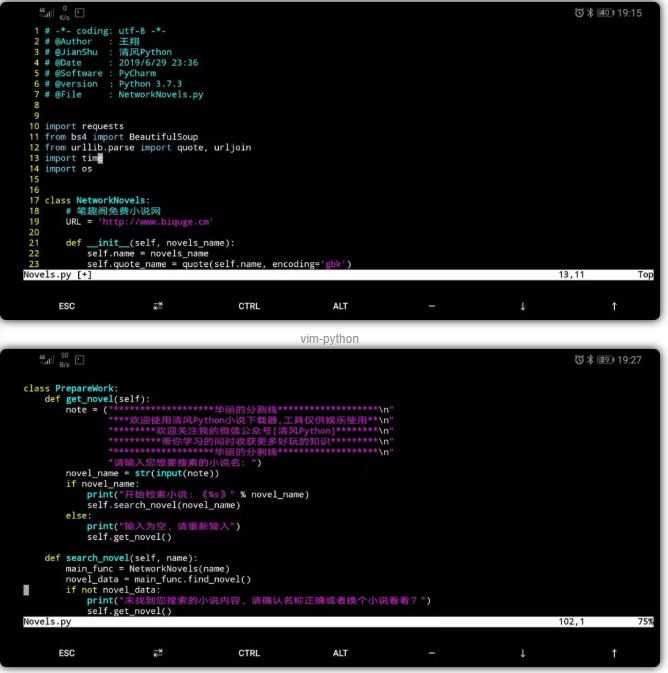 46 0 K/s 40 19:15
1 # -*- coding: utf-8 -*-
2 # @Author   : 王翔
3 # @JianShu  : 清风Python
4 # @Date     : 2019/6/29 23:36
5 # @Software : PyCharm
6 # @version  : Python 3.7.3
7 # @File     : NetworkNovels.py
8
9
10 import requests
11 from bs4 import BeautifulSoup
12 from urllib.parse import quote, urljoin
13 import time
14 import os
15
16
17 class NetworkNovels:
18     # 笔趣阁免费小说网
19     URL = 'http://www.biquge.cm'
20
21     def __init__(self, novels_name):
22         self.name = novels_name
23         self.quote_name = quote(self.name, encoding='gbk')
Novels.py [+] 13,11 Top
ESC CTRL ALT — ↓ ↑
vim-python
46 50 B/s 39 19:27
class PrepareWork:
    def get_novel(self):
        note = ("*******************华丽的分割线*******************\n"
                "***欢迎使用清风Python小说下载器,工具仅供娱乐使用**\n"
                "********欢迎关注我的微信公众号[清风Python]********\n"
                "*********带你学习的同时收获更多好玩的知识*********\n"
                "*******************华丽的分割线*******************\n"
                "请输入您想要搜索的小说名: ")
        novel_name = str(input(note))
        if novel_name:
            print("开始检索小说: 《%s》" % novel_name)
            self.search_novel(novel_name)
        else:
            print("输入为空，请重新输入")
            self.get_novel()
    def search_novel(self, name):
        main_func = NetworkNovels(name)
        novel_data = main_func.find_novel()
        if not novel_data:
            print("未找到您搜索的小说内容，请确认名称正确或者换个小说看看？")
            self.get_novel()
Novels.py 102,1 75%
ESC CTRL ALT — ↓ ↑